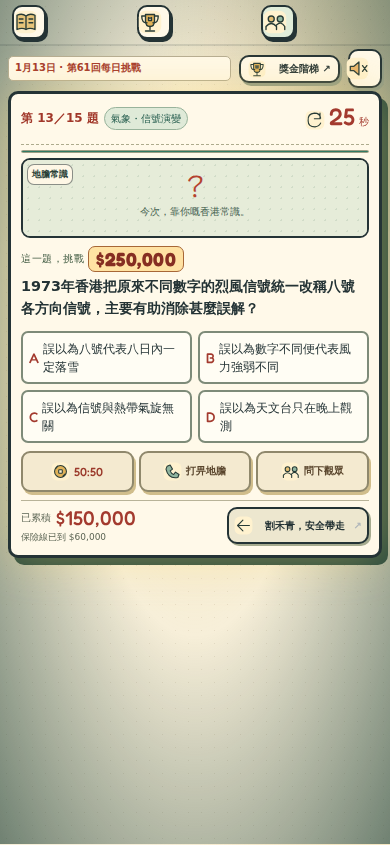 1月13日·第61回每日挑戰
獎金階梯 ↗
第 13／15 題
氣象·信號演變
25 秒
地膽常識
?
今次，靠你嘅香港常識。
這一題，挑戰 $250,000
1973年香港把原來不同數字的烈風信號統一改稱八號
各方向信號，主要有助消除甚麼誤解？
A 誤以為八號代表八日內一
定落雪
B 誤以為數字不同便代表風
力強弱不同
C 誤以為信號與熱帶氣旋無
關
D 誤以為天文台只在晚上觀
測
50:50
打畀地膽
問下觀眾
已累積 $150,000
保險線已到 $60,000
割禾青，安全帶走 ↗